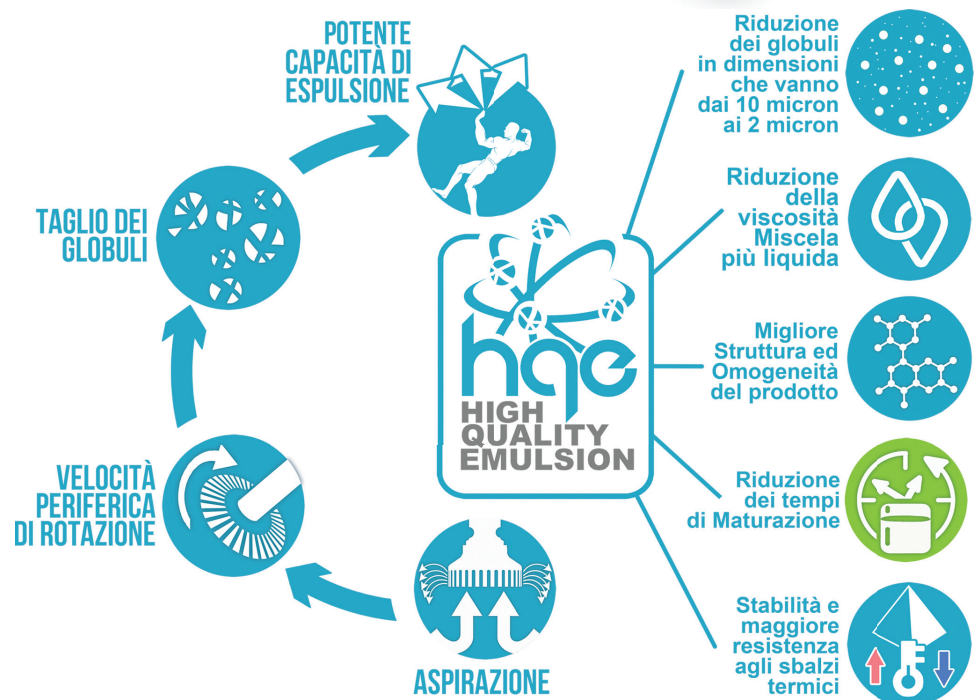 POTENTE
CAPACITÀ DI
ESPULSIONE
TAGLIO DEI
GLOBULI
VELOCITÀ
PERIFERICA
DI ROTAZIONE
ASPIRAZIONE
hqe
HIGH
QUALITY
EMULSION
Riduzione
dei globuli
in dimensioni
che vanno
dai 10 micron
ai 2 micron
Riduzione
della
viscosità
Miscela
più liquida
Migliore
Struttura ed
Omogeneità
del prodotto
Riduzione
dei tempi
di Maturazione
Stabilità e
maggiore
resistenza
agli sbalzi
termici